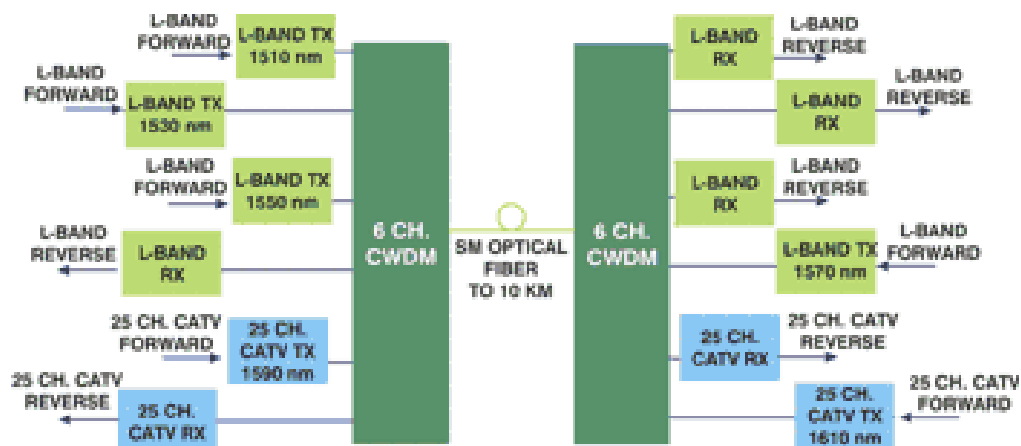 L-BAND
FORWARD
L-BAND TX
1510 nm
L-BAND
FORWARD
L-BAND TX
1530 nm
L-BAND
FORWARD
L-BAND TX
1550 nm
L-BAND
REVERSE
L-BAND
RX
25 CH. CATV
FORWARD
25 CH.
CATV TX
1590 nm
25 CH. CATV
REVERSE
25 CH.
CATV RX
6 CH.
CWDM
SM OPTICAL
FIBER
TO 10 KM
6 CH.
CWDM
L-BAND
RX
L-BAND
REVERSE
L-BAND
RX
L-BAND
REVERSE
L-BAND
RX
L-BAND
REVERSE
L-BAND TX
1570 nm
L-BAND
FORWARD
25 CH.
CATV RX
25 CH. CATV
REVERSE
25 CH.
CATV TX
1610 nm
25 CH. CATV
FORWARD